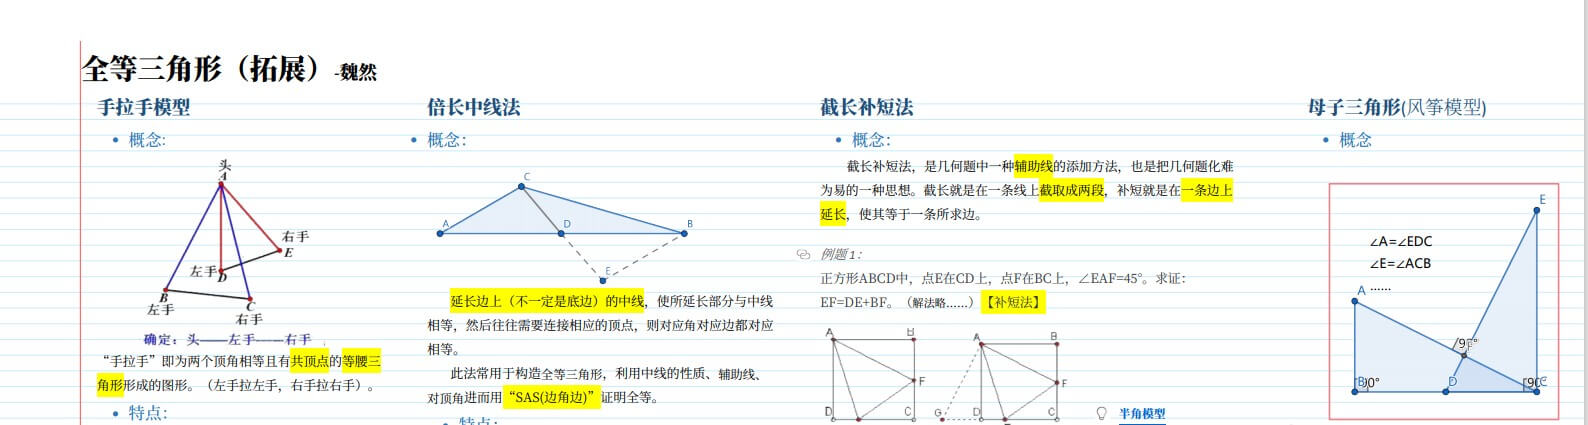 全等三角形（拓展）-魏然
手拉手模型
• 概念:
头
A
右手
E
左手
D
B
左手
C
右手
确定：头——左手——右手
“手拉手”即为两个顶角相等且有共顶点的等腰三
角形形成的图形。（左手拉左手，右手拉右手）。
• 特点：
倍长中线法
• 概念：
C
A
D
B
E
延长边上（不一定是底边）的中线，使所延长部分与中线
相等，然后往往需要连接相应的顶点，则对应角对应边都对应
相等。
此法常用于构造全等三角形，利用中线的性质、辅助线、
对顶角进而用“SAS(边角边)”证明全等。
• 特点：
截长补短法
• 概念：
截长补短法，是几何题中一种辅助线的添加方法，也是把几何题化难
为易的一种思想。截长就是在一条线上截取成两段，补短就是在一条边上
延长，使其等于一条所求边。
例题1：
正方形ABCD中，点E在CD上，点F在BC上，∠EAF=45°。求证：
EF=DE+BF。（解法略......）【补短法】
A
B
F
D
C
A
B
F
G
D
C
半角模型
母子三角形(风筝模型)
• 概念
E
∠A=∠EDC
∠E=∠ACB
......
A
90°
B
90°
D
90°
C